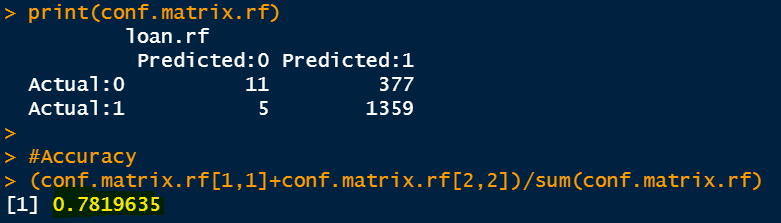 > print(conf.matrix.rf)
loan.rf
Predicted:0 Predicted:1
Actual:0 11 377
Actual:1 5 1359
>
> #Accuracy
> (conf.matrix.rf[1,1]+conf.matrix.rf[2,2])/sum(conf.matrix.rf)
[1] 0.7819635